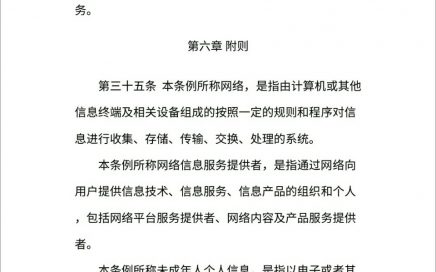 务。
第六章 附则
第三十五条 本条例所称网络，是指由计算机或其他
信息终端及相关设备组成的按照一定的规则和程序对信
息进行收集、存储、传输、交换、处理的系统。
本条例所称网络信息服务提供者，是指通过网络向
用户提供信息技术、信息服务、信息产品的组织和个人
，包括网络平台服务提供者、网络内容及产品服务提供
者。
本条例所称未成年人个人信息，是指以电子或者其